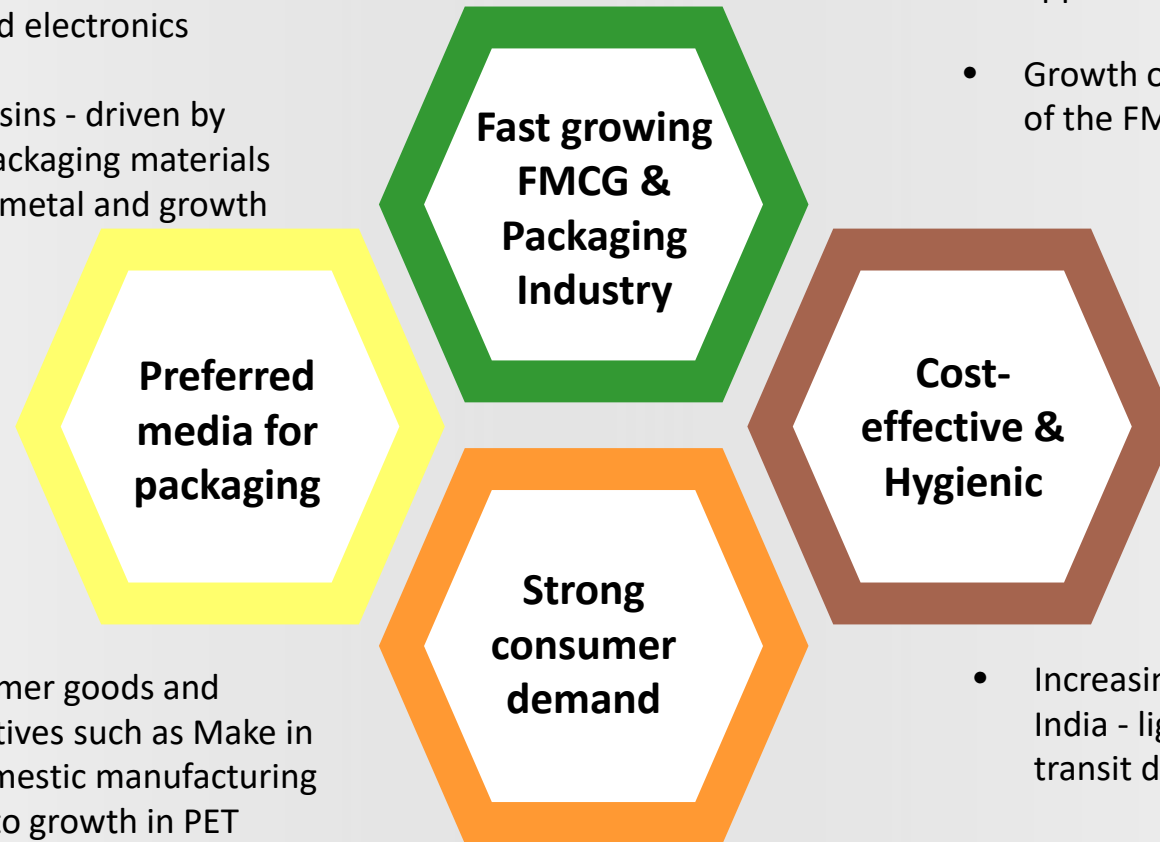 d electronics
sins - driven by
ackaging materials
metal and growth
Growth o
of the FM
Fast growing
FMCG &
Packaging
Industry
Preferred
media for
packaging
Cost-
effective &
Hygienic
Strong
consumer
demand
mer goods and
tives such as Make in
mestic manufacturing
to growth in PET
Increasin
India - lig
transit d